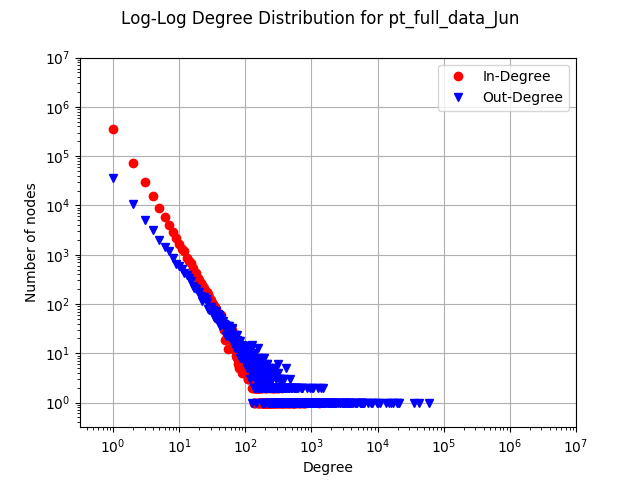 Log-Log Degree Distribution for pt_full_data_Jun
In-Degree
Out-Degree
Number of nodes
10^7
10^6
10^5
10^4
10^3
10^2
10^1
10^0
10^0 10^1 10^2 10^3 10^4 10^5 10^6 10^7
Degree